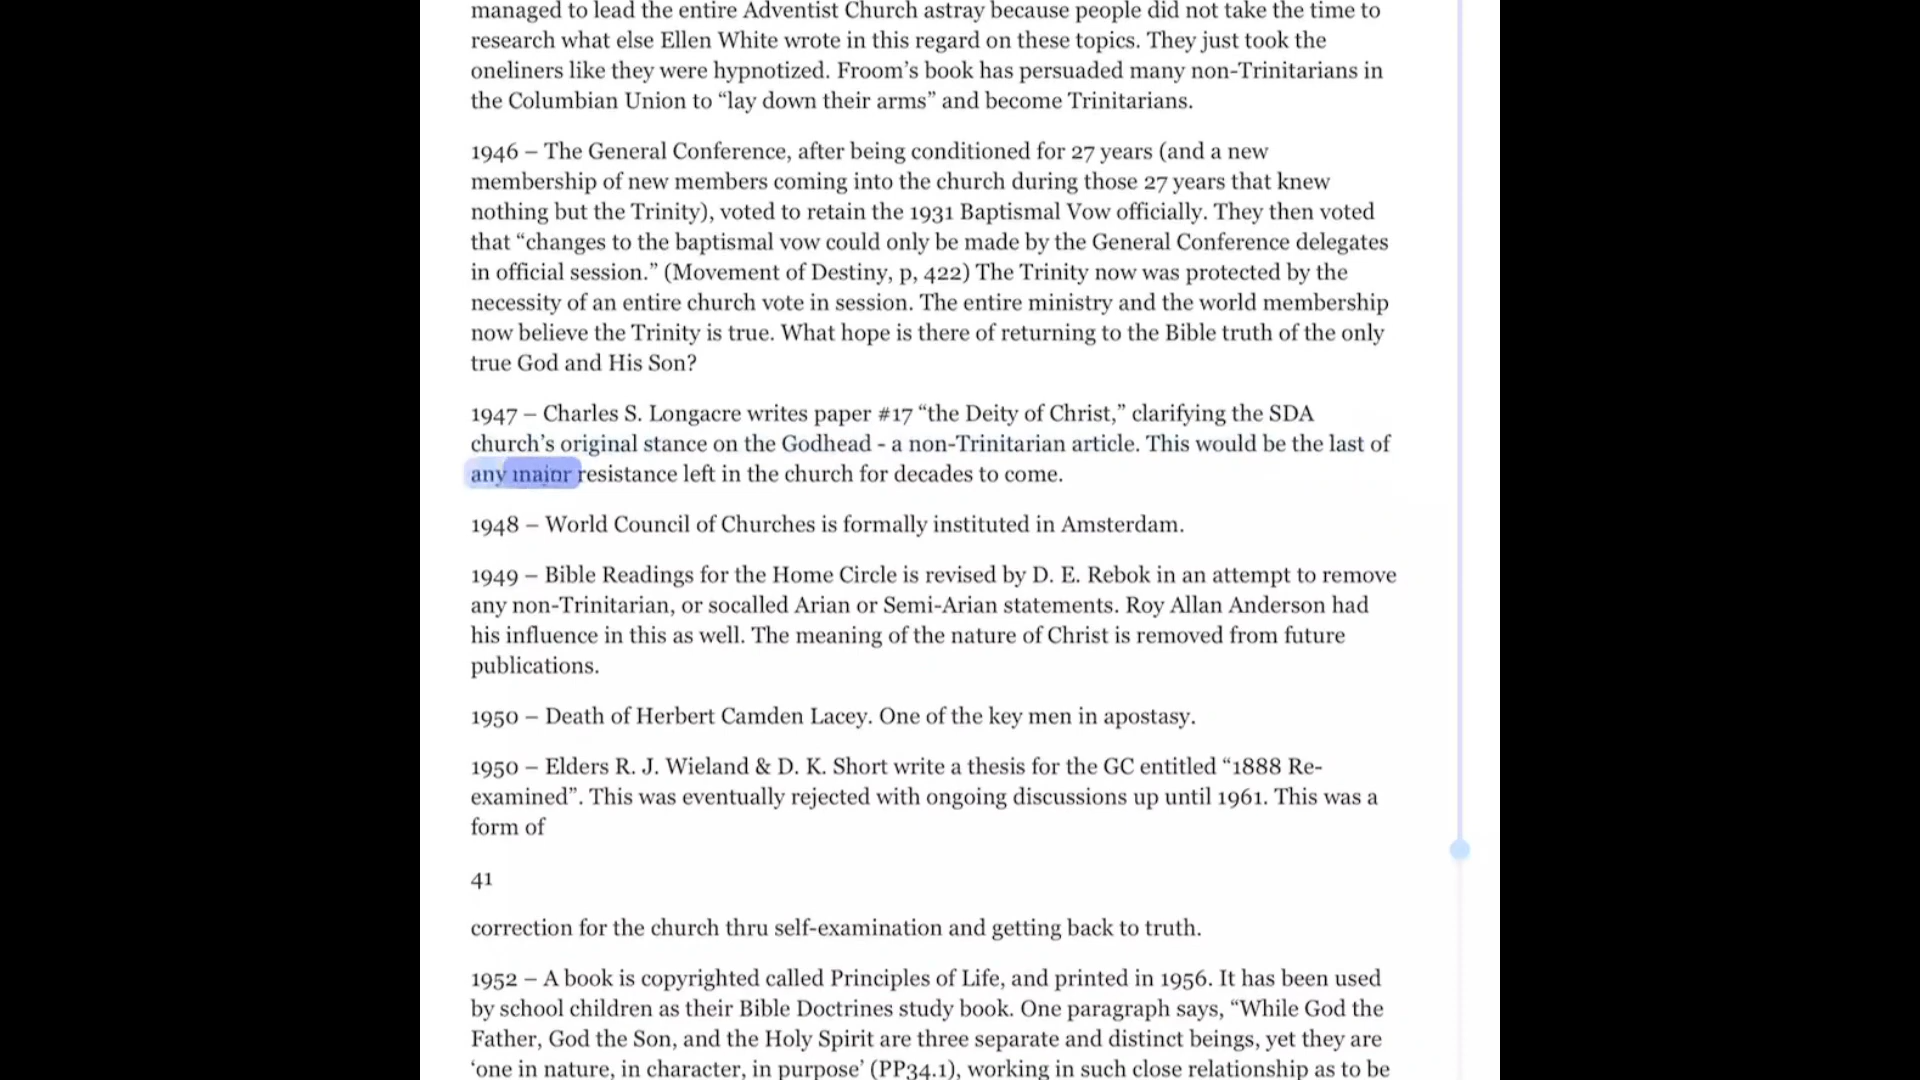 managed to lead the entire Adventist Church astray because people did not take the time to
research what else Ellen White wrote in this regard on these topics. They just took the
oneliners like they were hypnotized. Froom’s book has persuaded many non-Trinitarians in
the Columbian Union to “lay down their arms” and become Trinitarians.
1946 – The General Conference, after being conditioned for 27 years (and a new
membership of new members coming into the church during those 27 years that knew
nothing but the Trinity), voted to retain the 1931 Baptismal Vow officially. They then voted
that “changes to the baptismal vow could only be made by the General Conference delegates
in official session.” (Movement of Destiny, p, 422) The Trinity now was protected by the
necessity of an entire church vote in session. The entire ministry and the world membership
now believe the Trinity is true. What hope is there of returning to the Bible truth of the only
true God and His Son?
1947 – Charles S. Longacre writes paper #17 “the Deity of Christ,” clarifying the SDA
church’s original stance on the Godhead - a non-Trinitarian article. This would be the last of
any major resistance left in the church for decades to come.
1948 – World Council of Churches is formally instituted in Amsterdam.
1949 – Bible Readings for the Home Circle is revised by D. E. Rebok in an attempt to remove
any non-Trinitarian, or socalled Arian or Semi-Arian statements. Roy Allan Anderson had
his influence in this as well. The meaning of the nature of Christ is removed from future
publications.
1950 – Death of Herbert Camden Lacey. One of the key men in apostasy.
1950 – Elders R. J. Wieland & D. K. Short write a thesis for the GC entitled “1888 Re-
examined”. This was eventually rejected with ongoing discussions up until 1961. This was a
form of
41
correction for the church thru self-examination and getting back to truth.
1952 – A book is copyrighted called Principles of Life, and printed in 1956. It has been used
by school children as their Bible Doctrines study book. One paragraph says, “While God the
Father, God the Son, and the Holy Spirit are three separate and distinct beings, yet they are
‘one in nature, in character, in purpose’ (PP34.1), working in such close relationship as to be